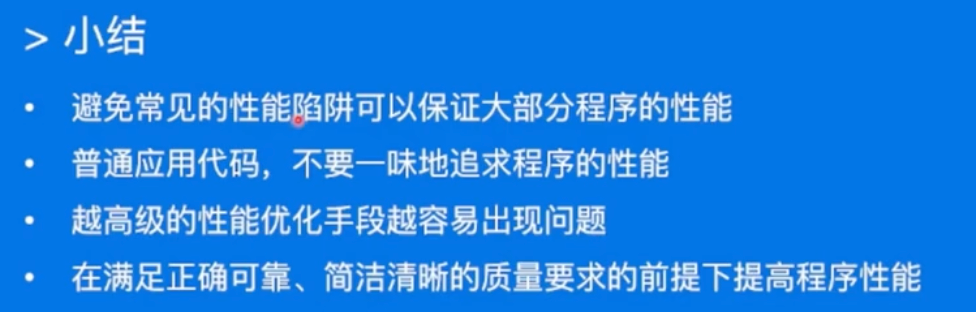 > 小结
• 避免常见的性能陷阱可以保证大部分程序的性能
• 普通应用代码，不要一味地追求程序的性能
• 越高级的性能优化手段越容易出现问题
• 在满足正确可靠、简洁清晰的质量要求的前提下提高程序性能